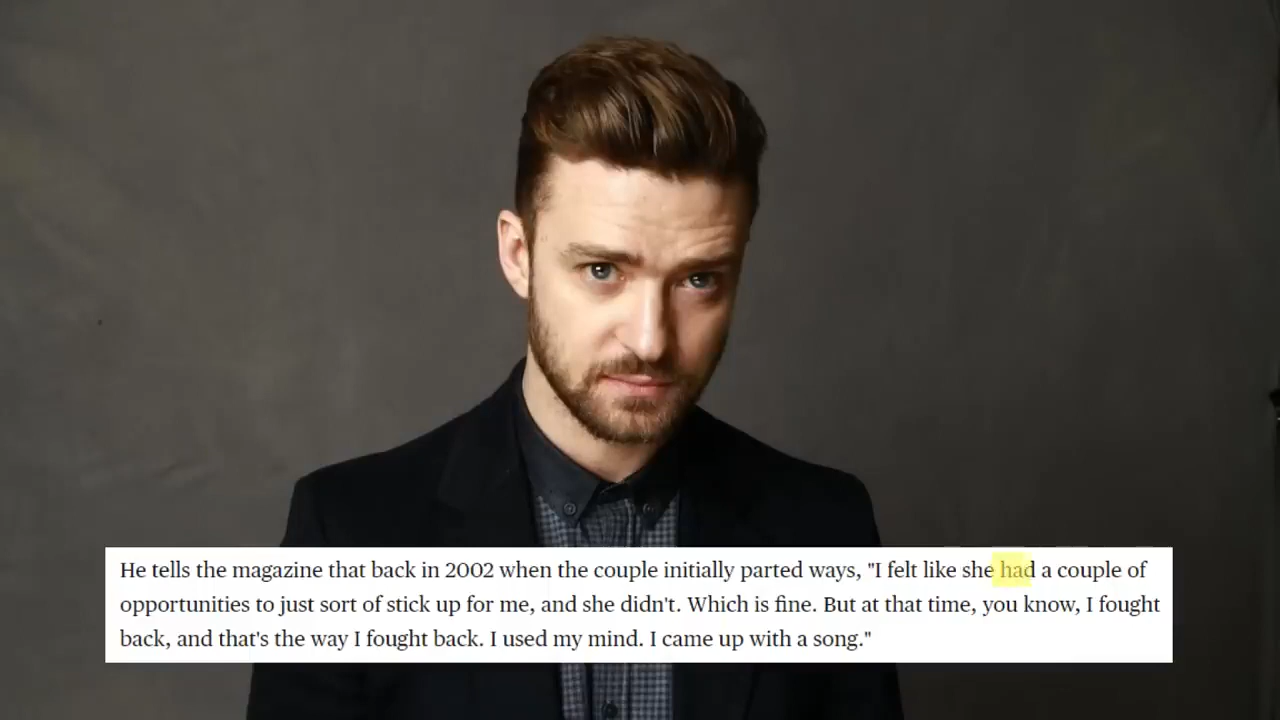 He tells the magazine that back in 2002 when the couple initially parted ways, "I felt like she had a couple of
opportunities to just sort of stick up for me, and she didn't. Which is fine. But at that time, you know, I fought
back, and that's the way I fought back. I used my mind. I came up with a song."